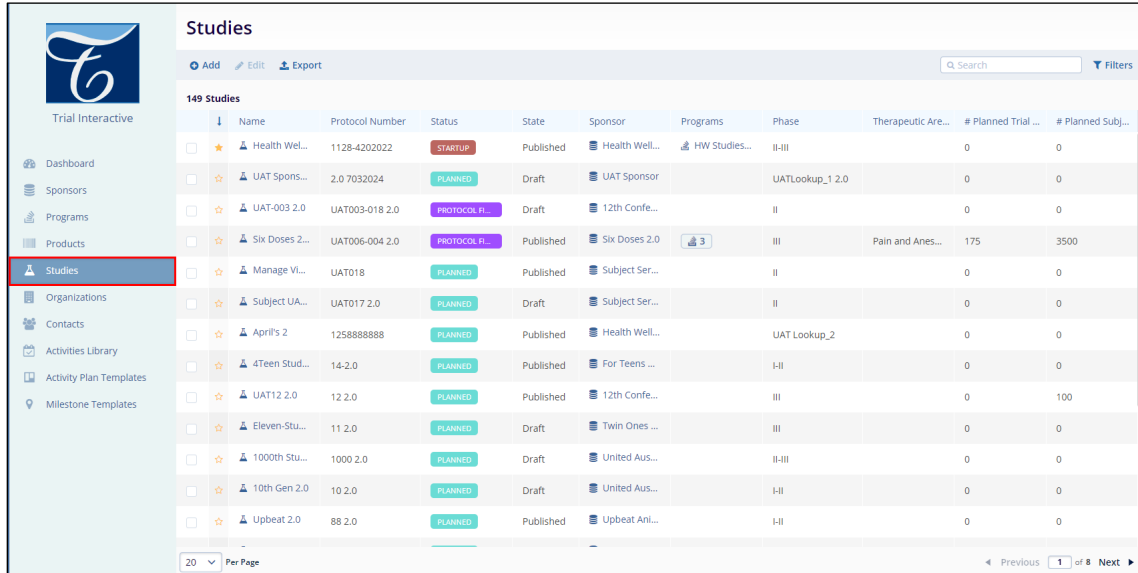 Trial Interactive
Dashboard
Sponsors
Programs
Products
Studies
Organizations
Contacts
Activities Library
Activity Plan Templates
Milestone Templates
Studies
Add Edit Export Search Filters
149 Studies
Name Protocol Number Status State Sponsor Programs Phase Therapeutic Are... # Planned Trial ... # Planned Subj...
Health Wel... 1128-4202022 STARTUP Published Health Well... HW Studies... II-III 0 0
UAT Spons... 2.0 7032024 PLANNED Draft UAT Sponsor UATLookup_1 2.0 0 0
UAT-003 2.0 UAT003-018 2.0 PROTOCOL FI... Draft 12th Confe... II 0 0
Six Doses 2... UAT006-004 2.0 PROTOCOL FI... Published Six Doses 2.0 3 III Pain and Anes... 175 3500
Manage Vi... UAT018 PLANNED Published Subject Ser... II 0 0
Subject UA... UAT017 2.0 PLANNED Draft Subject Ser... II 0 0
April's 2 1258888888 PLANNED Published Health Well... UAT Lookup_2 0 0
4Teen Stud... 14-2.0 PLANNED Published For Teens ... I-II 0 0
UAT12 2.0 12 2.0 PLANNED Published 12th Confe... III 0 100
Eleven-Stu... 11 2.0 PLANNED Draft Twin Ones ... III 0 0
1000th Stu... 1000 2.0 PLANNED Draft United Aus... II-III 0 0
10th Gen 2.0 10 2.0 PLANNED Draft United Aus... I-II 0 0
Upbeat 2.0 88 2.0 PLANNED Published Upbeat Ani... I-II 0 0
20 Per Page Previous 1 of 8 Next